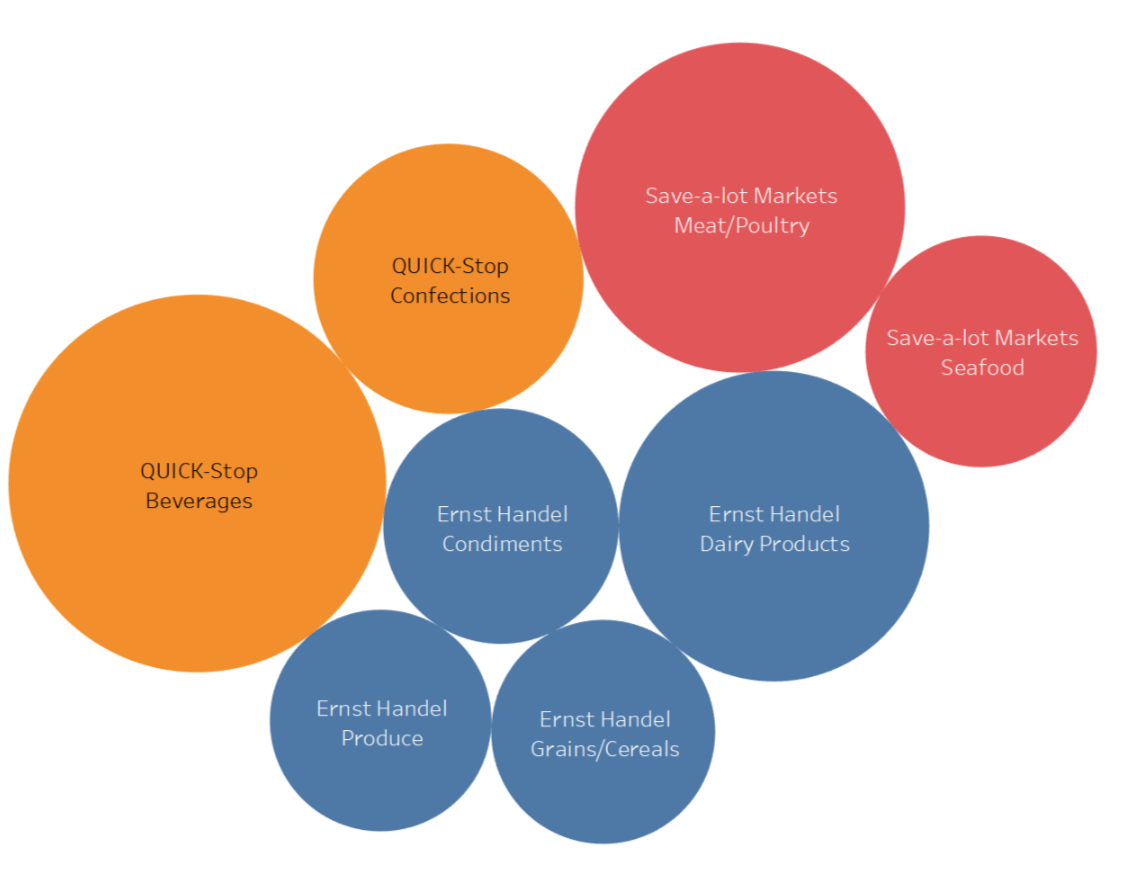 Save-a-lot Markets
Meat/Poultry
QUICK-Stop
Confections
Save-a-lot Markets
Seafood
QUICK-Stop
Beverages
Ernst Handel
Condiments
Ernst Handel
Dairy Products
Ernst Handel
Produce
Ernst Handel
Grains/Cereals